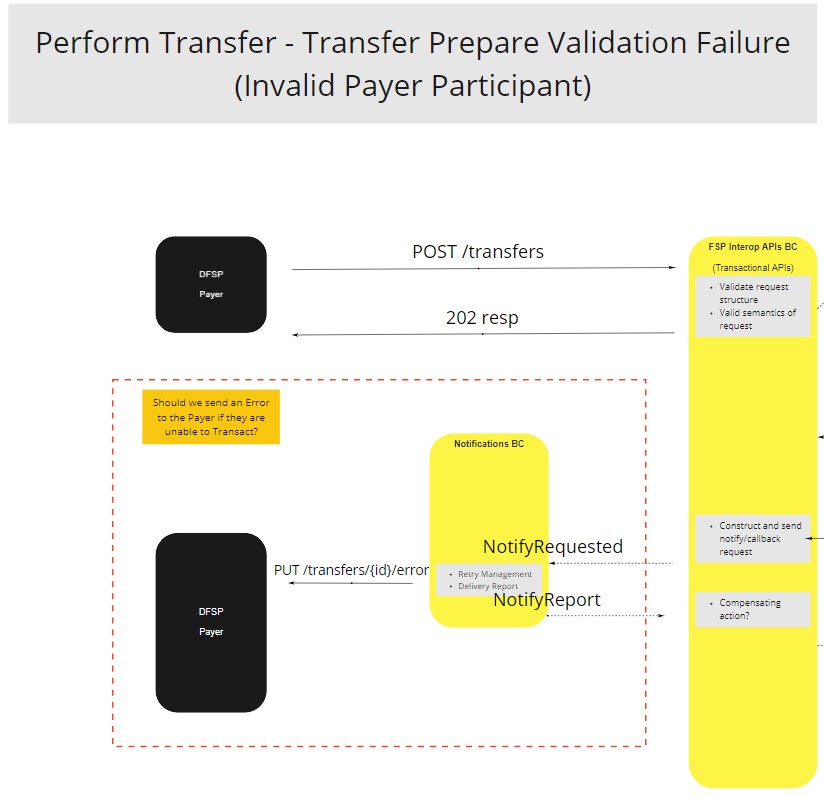 Perform Transfer - Transfer Prepare Validation Failure
(Invalid Payer Participant)
DFSP
Payer
POST /transfers
202 resp
FSP Interop APIs BC
(Transactional APIs)
• Validate request
structure
• Valid semantics of
request
Should we send an Error
to the Payer if they are
unable to Transact?
Notifications BC
DFSP
Payer
PUT /transfers/{id}/error
NotifyRequested
• Retry Management
• Delivery Report
NotifyReport
• Construct and send
notify/callback
request
• Compensating
action?